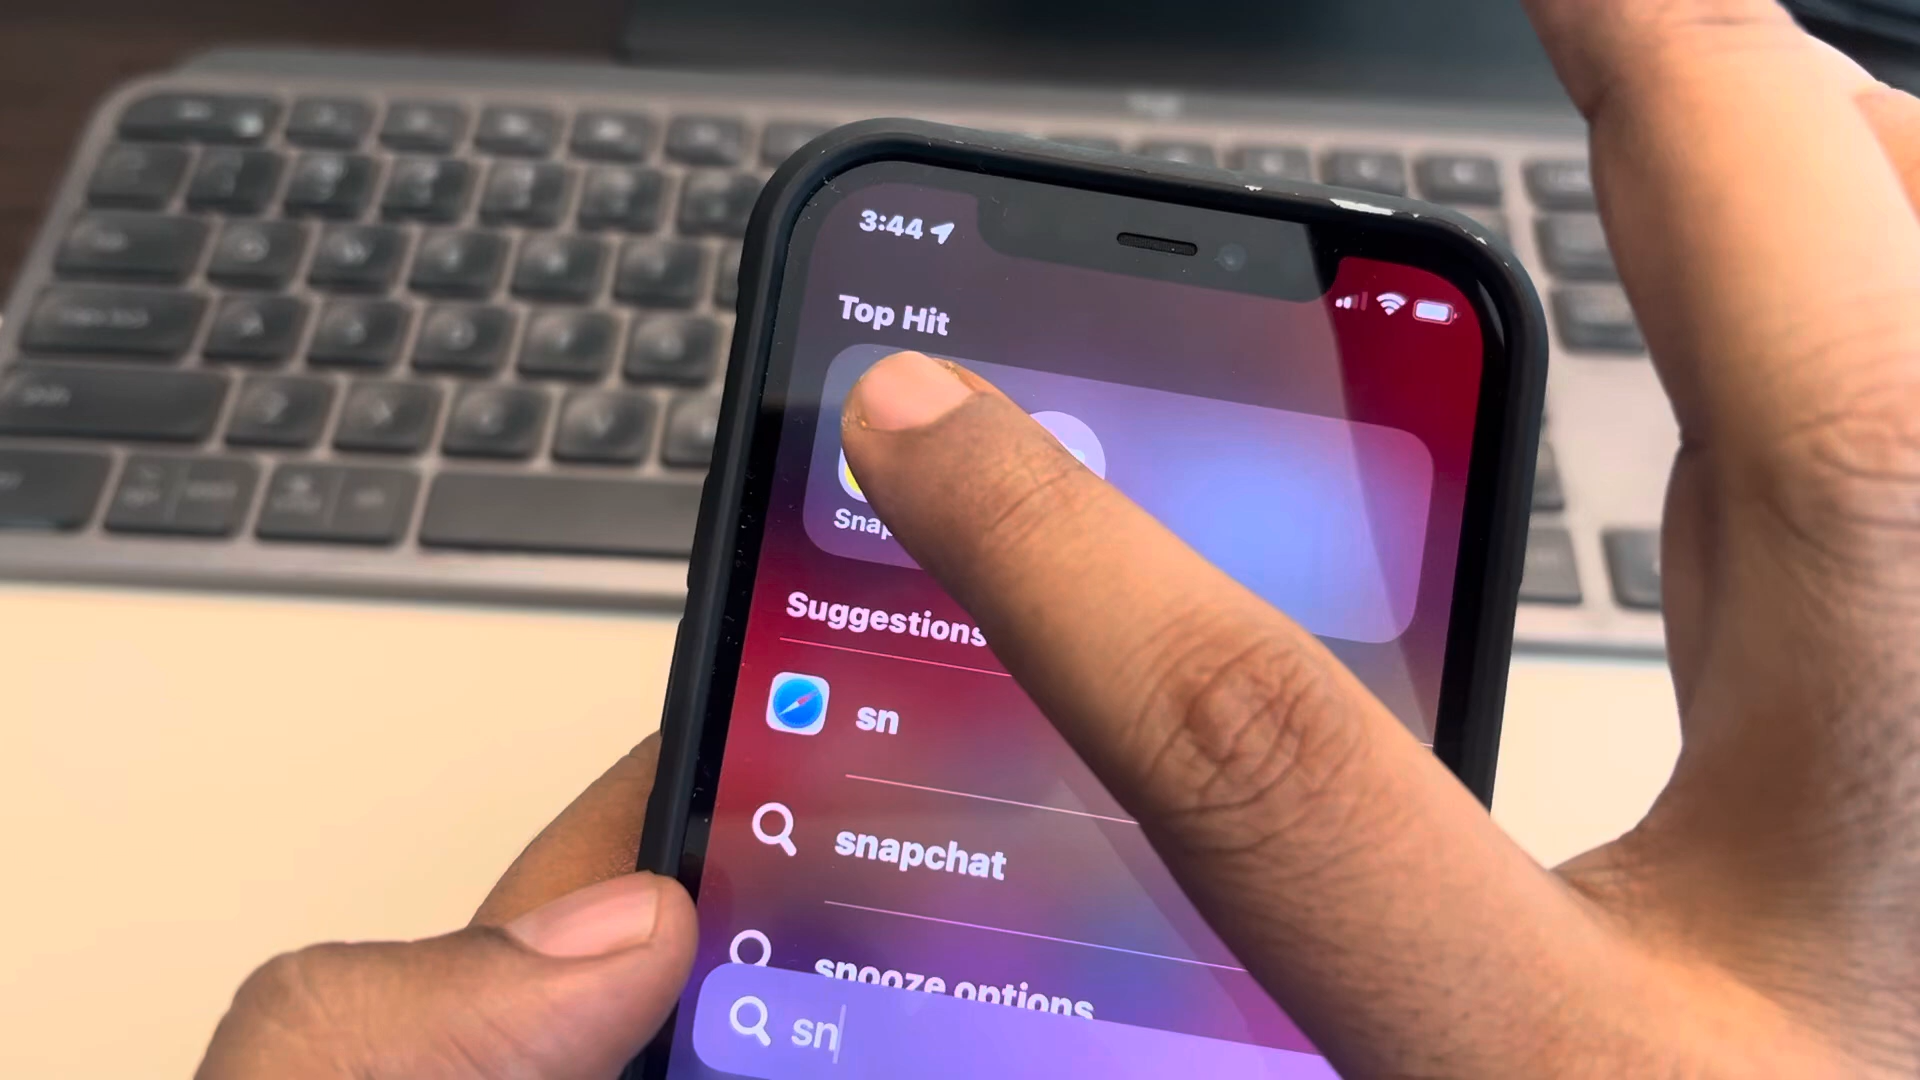 3:44
Top Hit
Snap
Suggestions
sn
snapchat
snooze options
sn